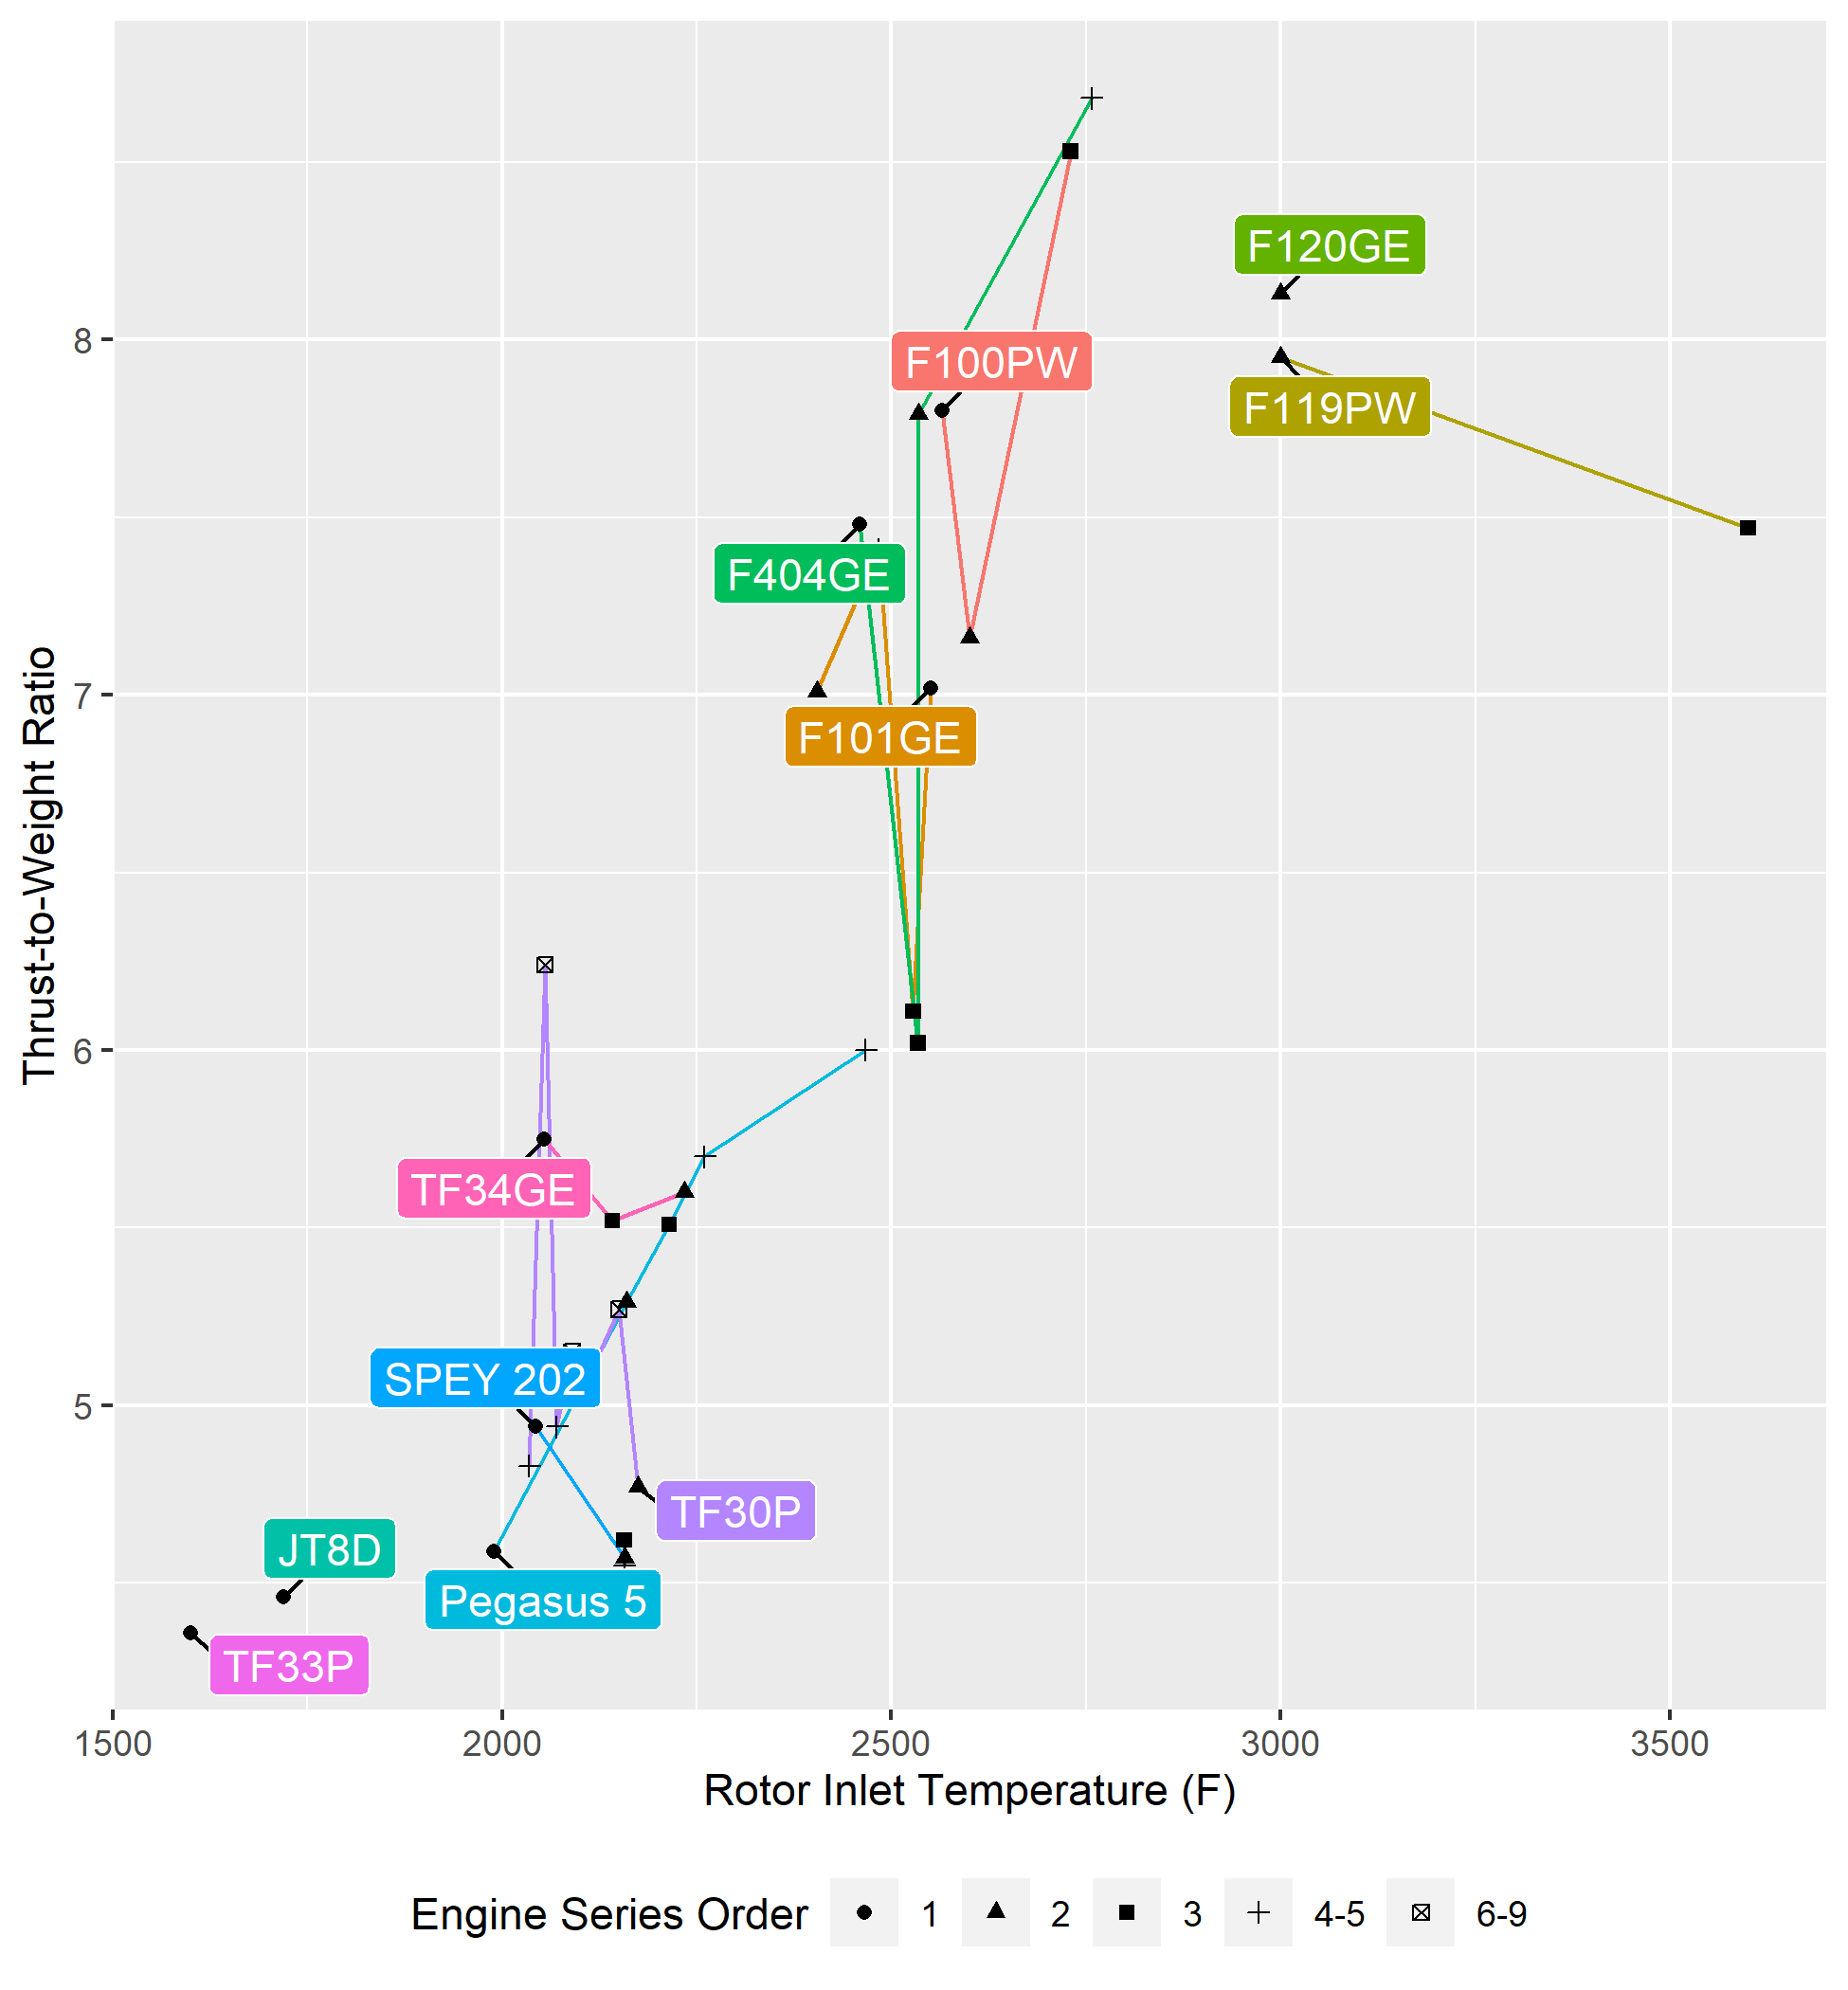 F120GE
8
F100PW
F119PW
F404GE
7
F101GE
Thrust-to-Weight Ratio
6
TF34GE
5
SPEY 202
TF30P
JT8D
Pegasus 5
TF33P
1500 2000 2500 3000 3500
Rotor Inlet Temperature (F)
Engine Series Order 1 2 3 4-5 6-9